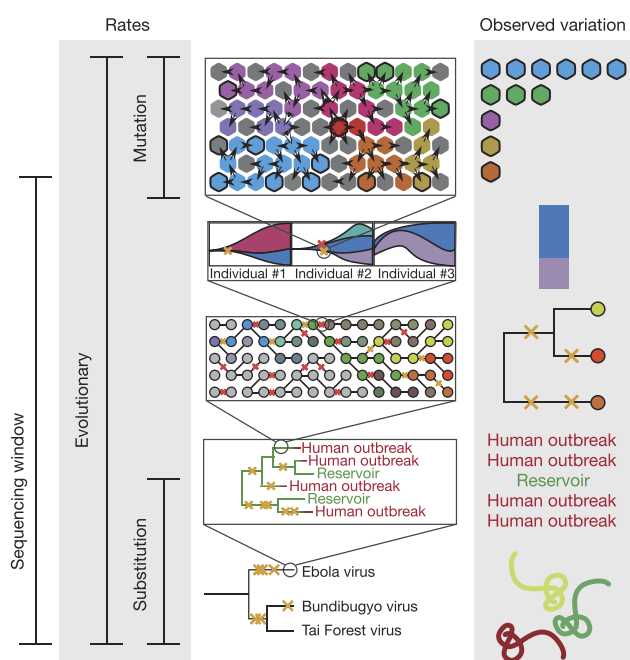 Rates
Observed variation
Mutation
Individual #1
Individual #2
Individual #3
Evolutionary
Sequencing window
Human outbreak
Human outbreak
Reservoir
Human outbreak
Reservoir
Human outbreak
Human outbreak
Human outbreak
Reservoir
Human outbreak
Human outbreak
Substitution
Ebola virus
Bundibugyo virus
Tai Forest virus